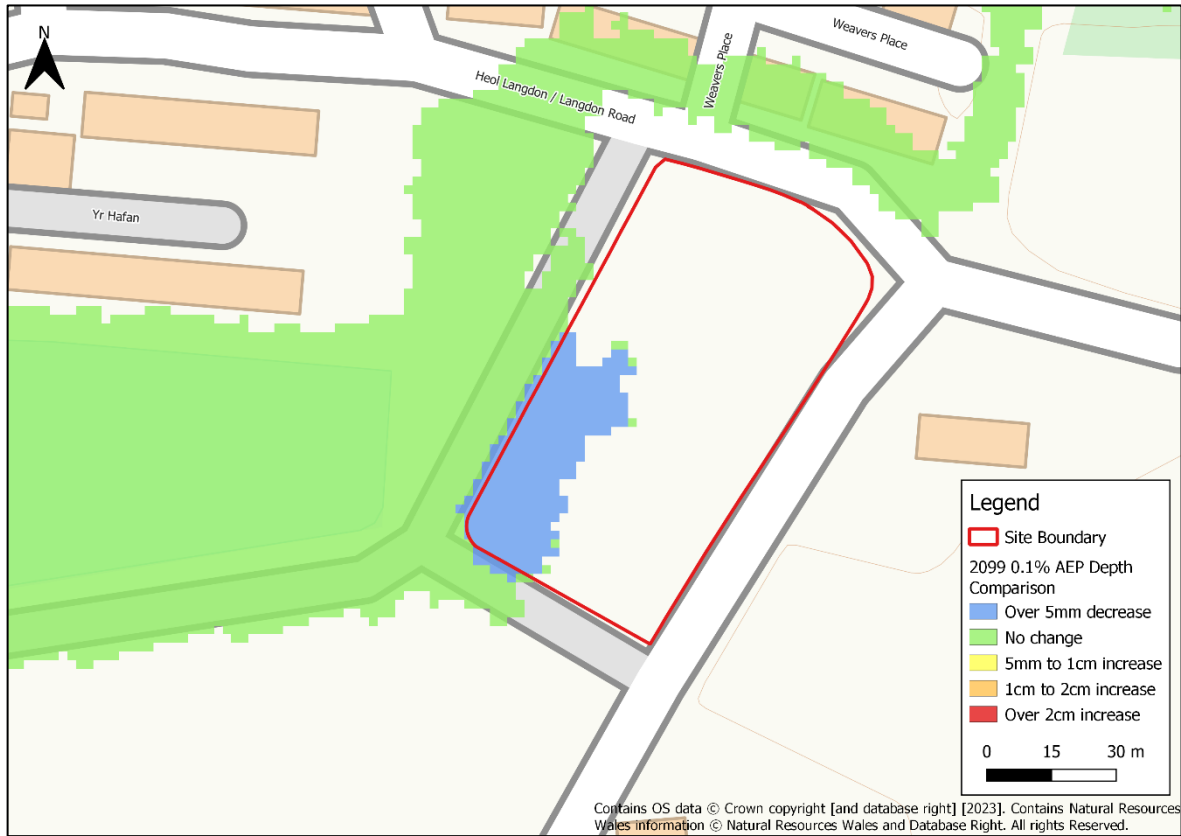 N
Weavers Place
Weavers Place
Heol Langdon / Langdon Road
Yr Hafan
Legend
Site Boundary
2099 0.1% AEP Depth
Comparison
Over 5mm decrease
No change
5mm to 1cm increase
1cm to 2cm increase
Over 2cm increase
0 15 30 m
Contains OS data © Crown copyright [and database right] [2023]. Contains Natural Resources
Wales information © Natural Resources Wales and Database Right. All rights Reserved.